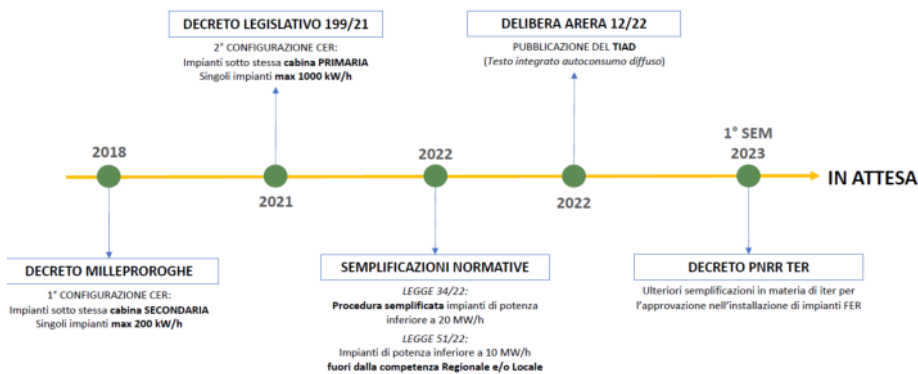 DECRETO LEGISLATIVO 199/21
2° CONFIGURAZIONE CER:
Impianti sotto stessa cabina PRIMARIA
Singoli impianti max 1000 kW/h
DELIBERA ARERA 12/22
PUBBLICAZIONE DEL TIAD
(Testo integrato autoconsumo diffuso)
2018
2021
2022
2022
1° SEM
2023
IN ATTESA
DECRETO MILLEPROROGHE
1° CONFIGURAZIONE CER:
Impianti sotto stessa cabina SECONDARIA
Singoli impianti max 200 kW/h
SEMPLIFICAZIONI NORMATIVE
LEGGE 34/22:
Procedura semplificata impianti di potenza
inferiore a 20 MW/h
LEGGE 51/22:
Impianti di potenza inferiore a 10 MW/h
fuori dalla competenza Regionale e/o Locale
DECRETO PNRR TER
Ulteriori semplificazioni in materia di iter per
l'approvazione nell'installazione di impianti FER